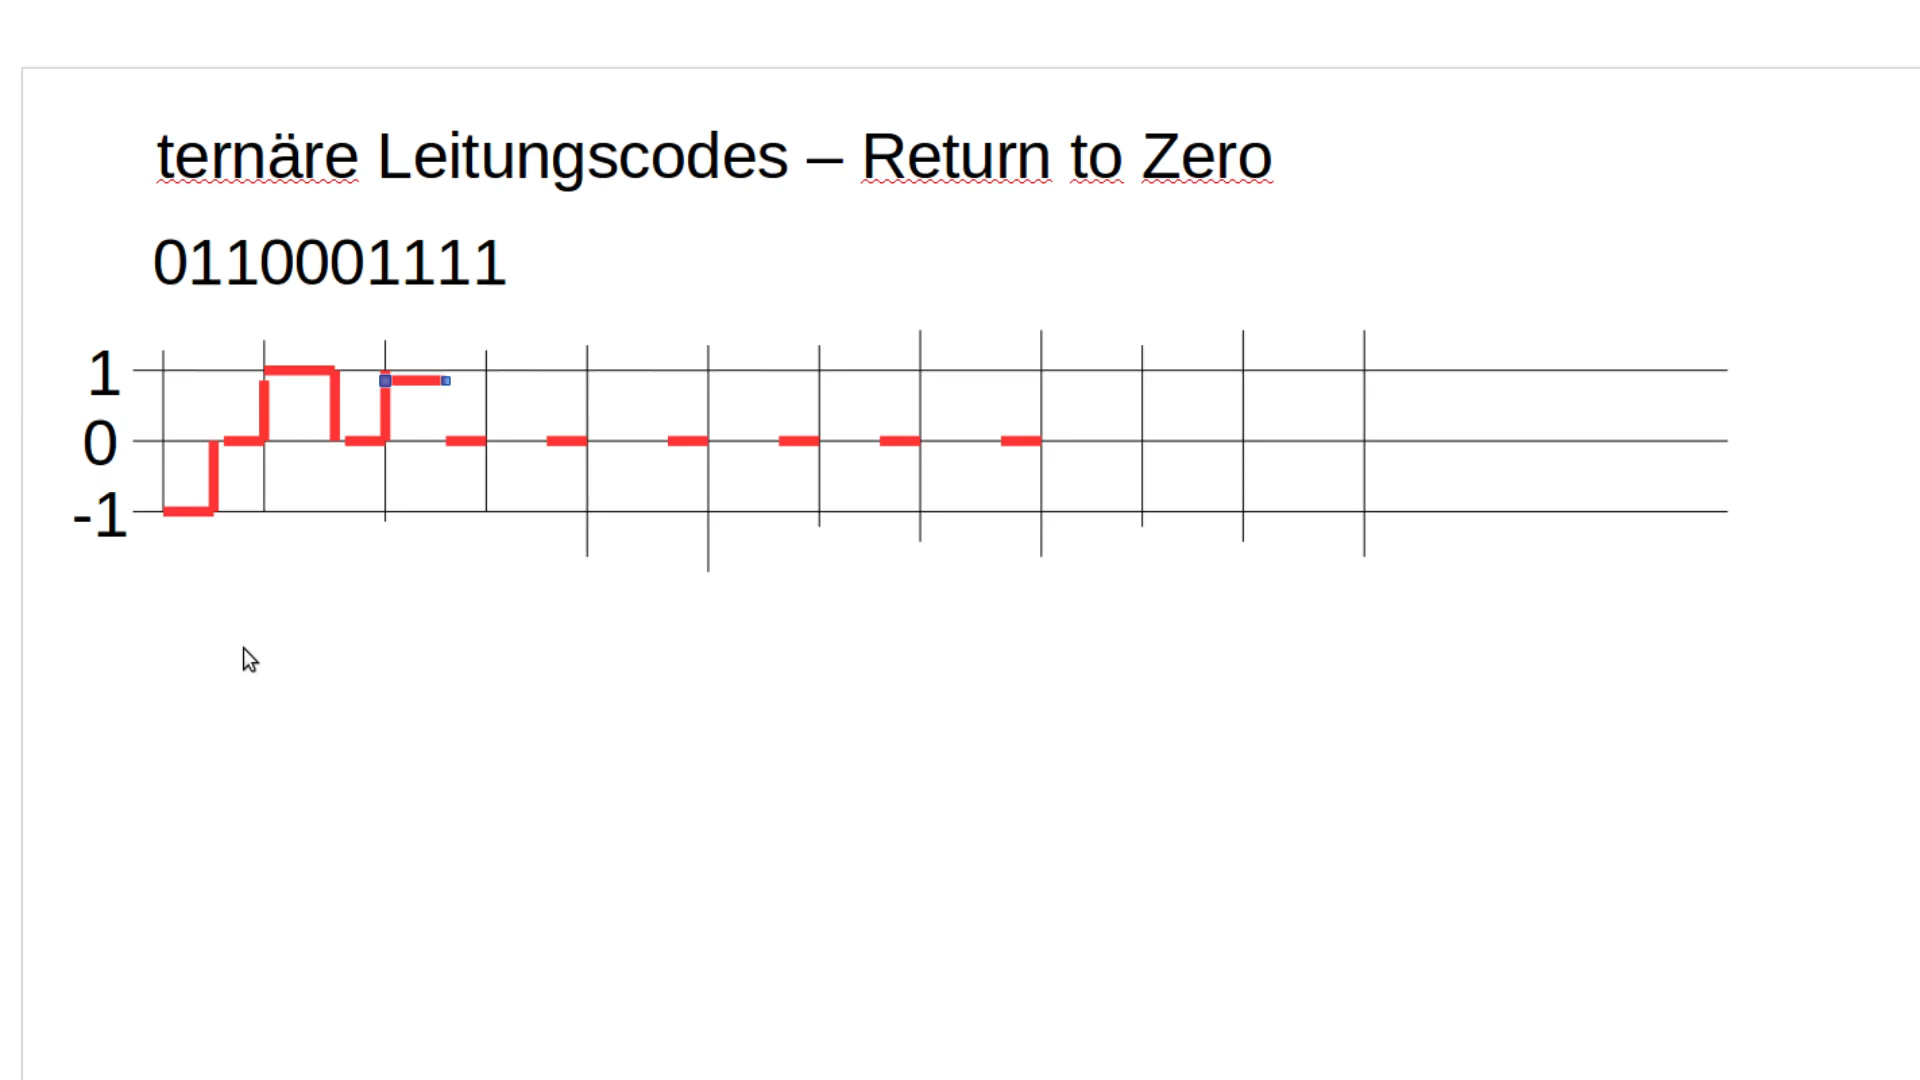 ternäre Leitungscodes – Return to Zero
0110001111
1
0
-1